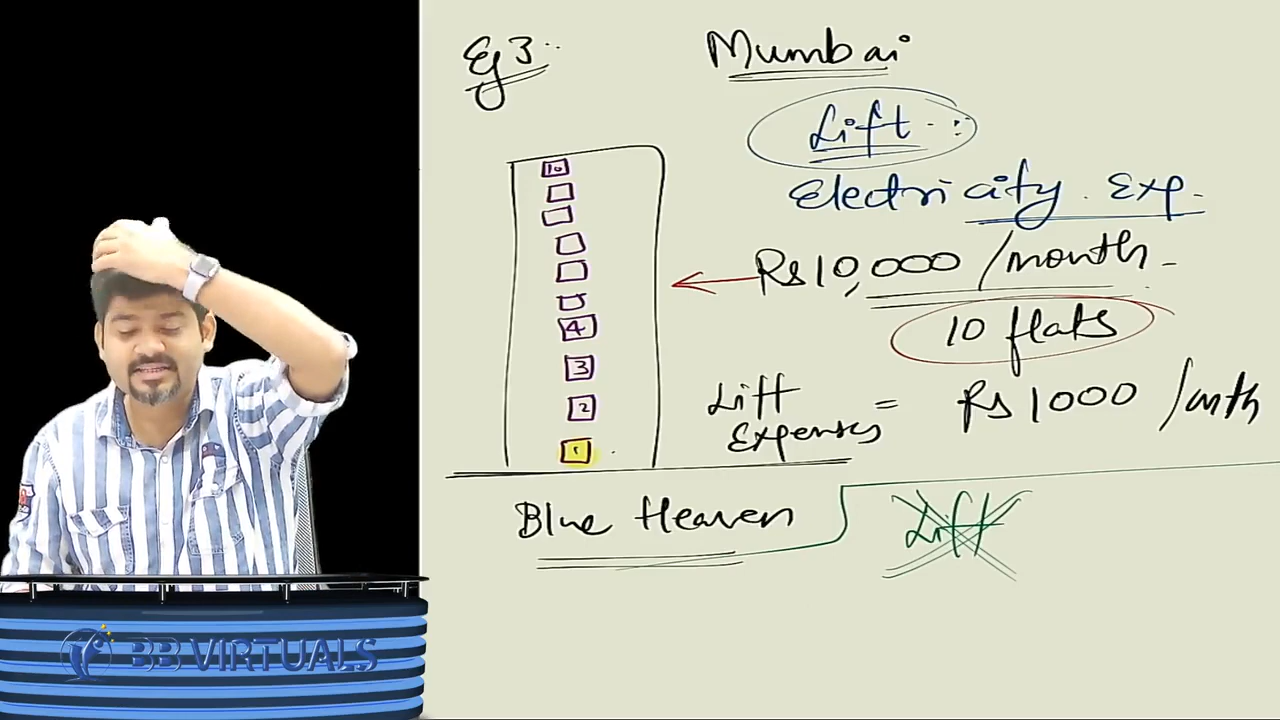 Eg 3:
Mumbai
Lift :
Electricity Exp.
Rs 10,000 /month
10 flats
Lift
Expenses = Rs 1000 /mth
10
4
3
2
1
Blue Heaven
Lift
BB VIRTUALS